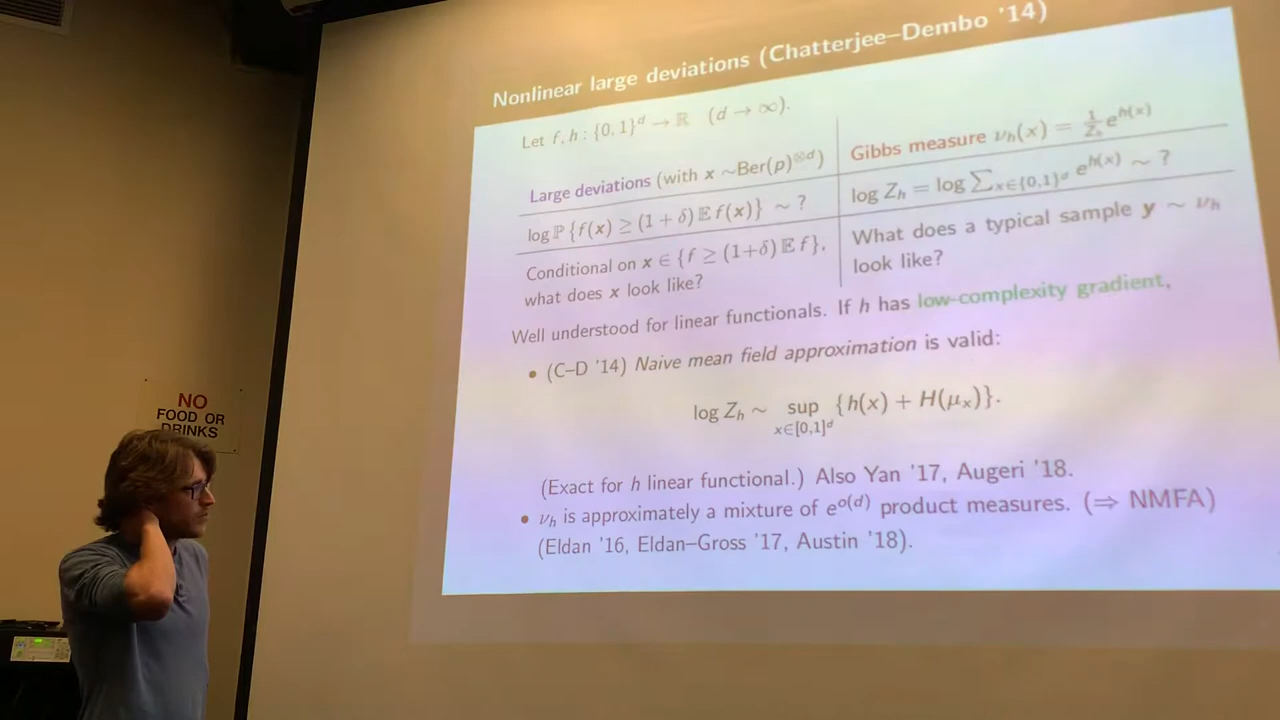 Nonlinear large deviations (Chatterjee–Dembo '14)
Let f, h : {0, 1}^d → ℝ (d → ∞).
Large deviations (with x ∼Ber(p)^{⊗d})
Gibbs measure ν_h(x) = 1/Z_h e^{h(x)}
log ℙ {f(x) ≥ (1 + δ) 𝔼 f(x)} ∼ ?
log Z_h = log ∑_{x∈{0,1}^d} e^{h(x)} ∼ ?
Conditional on x ∈ {f ≥ (1+δ) 𝔼 f},
what does x look like?
What does a typical sample y ∼ ν_h
look like?
Well understood for linear functionals. If h has low-complexity gradient,
• (C–D '14) Naive mean field approximation is valid:
log Z_h ∼ sup_{x∈[0,1]^d} {h(x) + H(μ_x)}.
(Exact for h linear functional.) Also Yan '17, Augeri '18.
• ν_h is approximately a mixture of e^{o(d)} product measures. (⇒ NMFA)
(Eldan '16, Eldan–Gross '17, Austin '18).
NO
FOOD OR
DRINKS